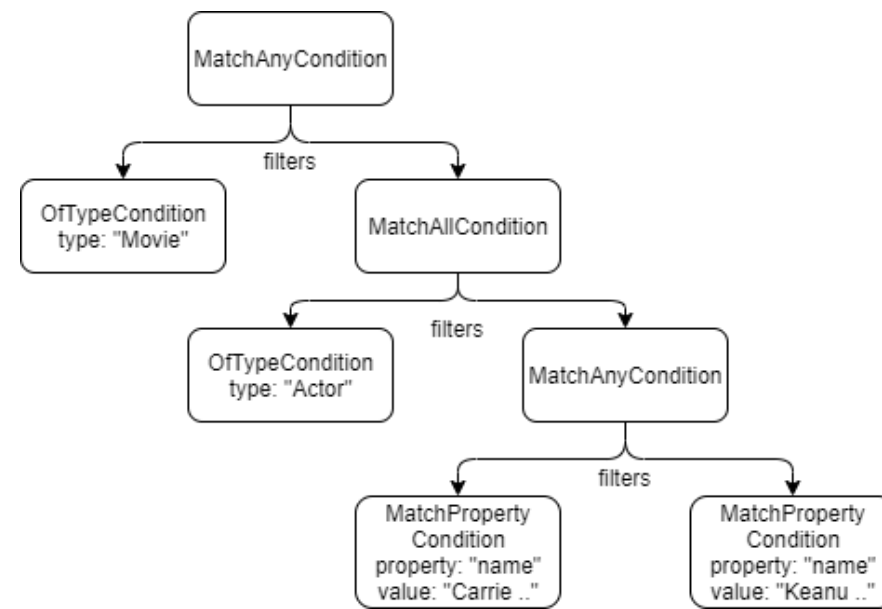 MatchAnyCondition
filters
OfTypeCondition
type: "Movie"
MatchAllCondition
filters
OfTypeCondition
type: "Actor"
MatchAnyCondition
filters
MatchProperty
Condition
property: "name"
value: "Carrie .."
MatchProperty
Condition
property: "name"
value: "Keanu .."